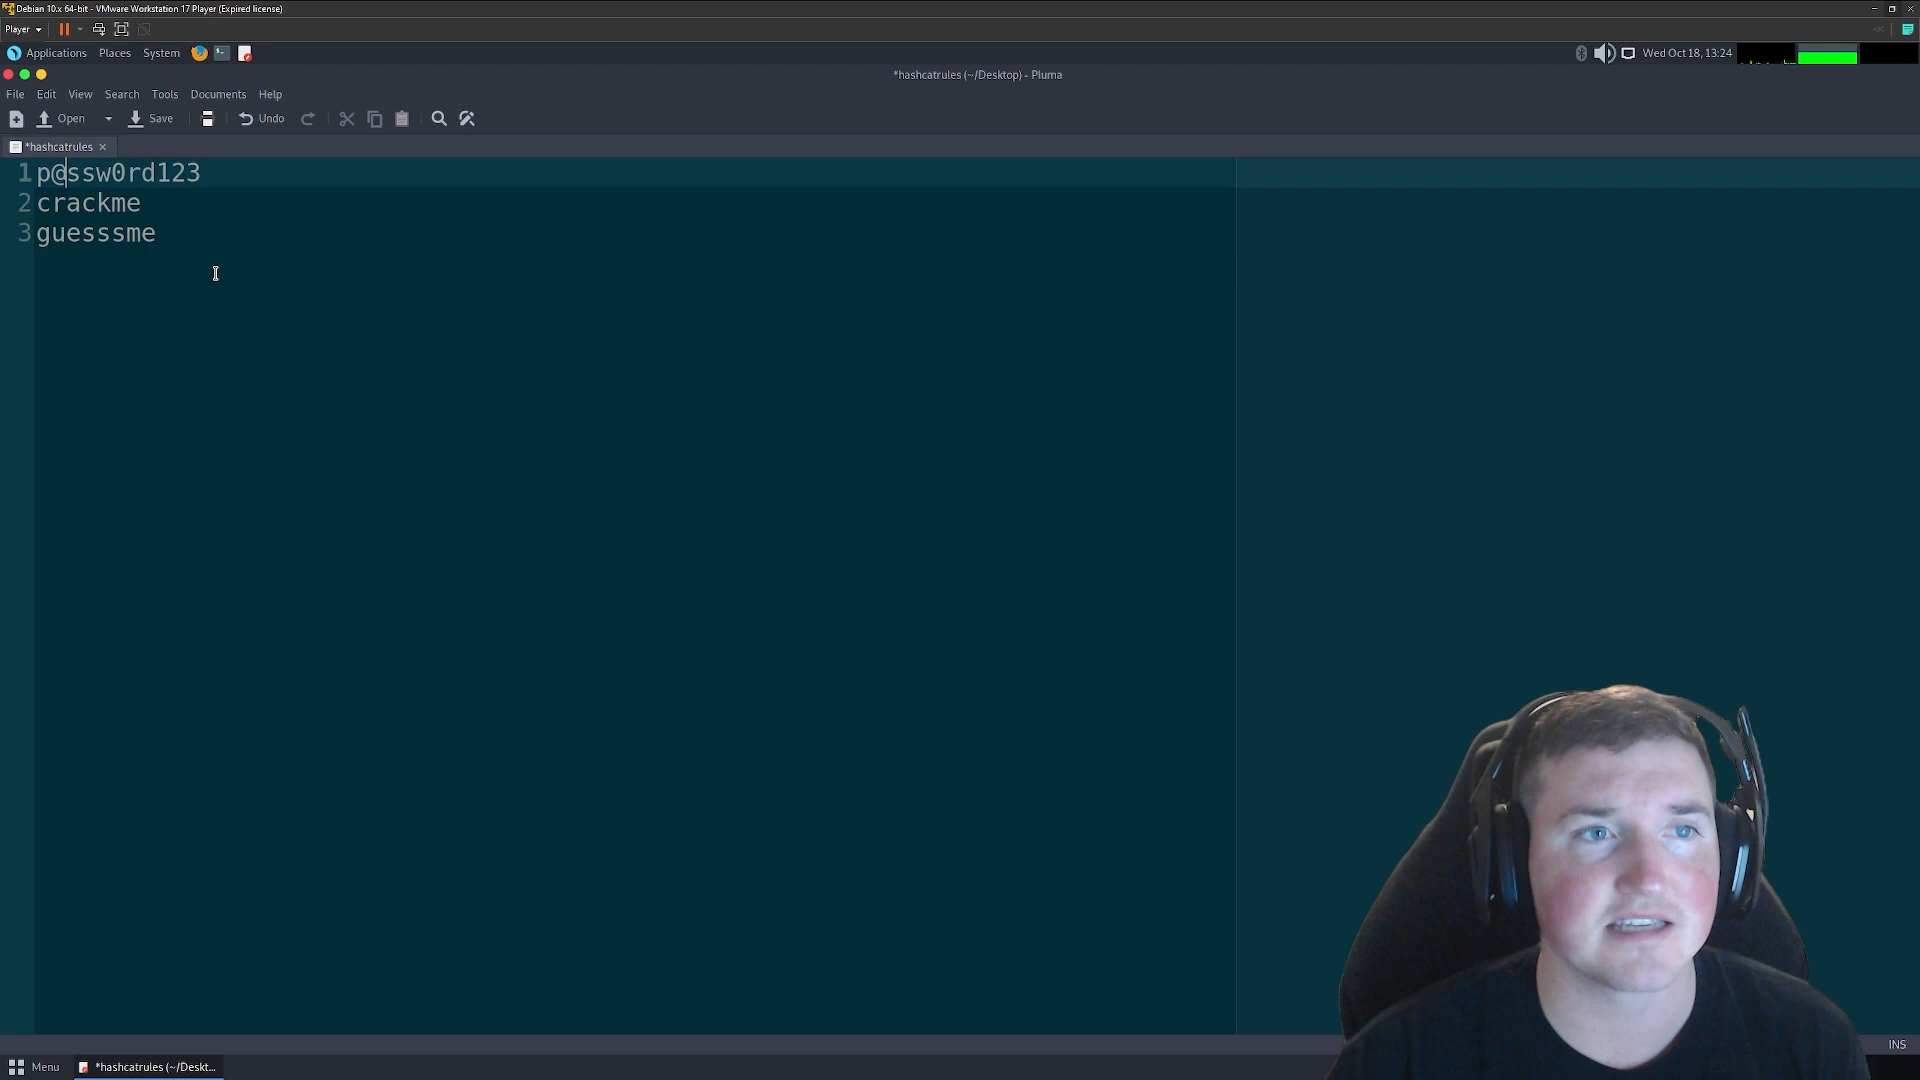 Debian 10.x 64-bit - VMware Workstation 17 Player (Expired license)
Player
Applications Places System Wed Oct 18, 13:24
*hashcatrules (~/Desktop) - Pluma
File Edit View Search Tools Documents Help
Open Save Undo
*hashcatrules
1 p@ssw0rd123
2 crackme
3 guesssme
INS
Menu *hashcatrules (~/Deskt...